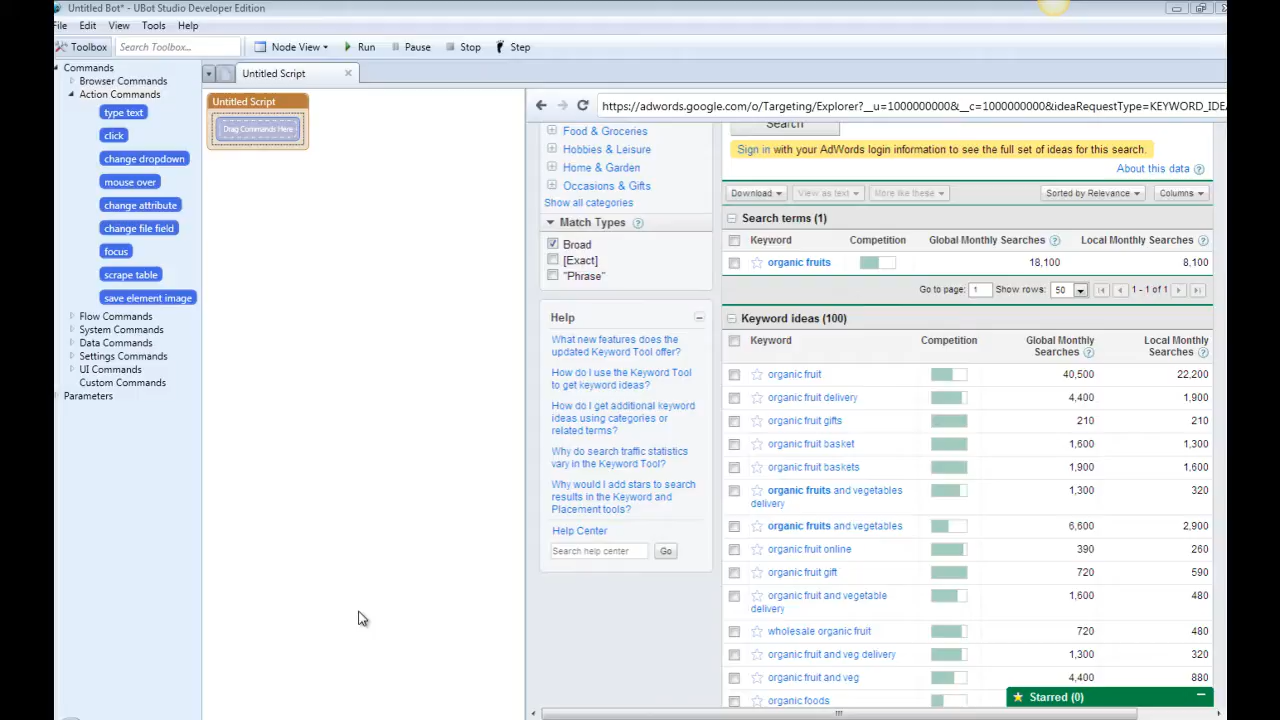 Untitled Bot* - UBot Studio Developer Edition
File Edit View Tools Help
Toolbox Search Toolbox... Node View Run Pause Stop Step
Commands
Browser Commands
Action Commands
type text
click
change dropdown
mouse over
change attribute
change file field
focus
scrape table
save element image
Flow Commands
System Commands
Data Commands
Settings Commands
UI Commands
Custom Commands
Parameters
Untitled Script
Untitled Script
Drag Commands Here
https://adwords.google.com/o/Targeting/Explorer?__u=1000000000&__c=1000000000&ideaRequestType=KEYWORD_IDEA
Food & Groceries
Hobbies & Leisure
Home & Garden
Occasions & Gifts
Show all categories
Match Types ?
Broad
[Exact]
"Phrase"
Help
What new features does the
updated Keyword Tool offer?
How do I use the Keyword Tool
to get keyword ideas?
How do I get additional keyword
ideas using categories or
related terms?
Why do search traffic statistics
vary in the Keyword Tool?
Why would I add stars to search
results in the Keyword and
Placement tools?
Help Center
Search help center Go
Search
Sign in with your AdWords login information to see the full set of ideas for this search.
About this data ?
Download View as text More like these Sorted by Relevance Columns
Search terms (1)
Keyword Competition Global Monthly Searches ? Local Monthly Searches ?
organic fruits 18,100 8,100
Go to page: 1 Show rows: 50 1 - 1 of 1
Keyword ideas (100)
Keyword Competition Global Monthly Local Monthly
Searches ? Searches ?
organic fruit 40,500 22,200
organic fruit delivery 4,400 1,900
organic fruit gifts 210 210
organic fruit basket 1,600 1,300
organic fruit baskets 1,900 1,600
organic fruits and vegetables 1,300 320
delivery
organic fruits and vegetables 6,600 2,900
organic fruit online 390 260
organic fruit gift 720 590
organic fruit and vegetable 1,600 480
delivery
wholesale organic fruit 720 480
organic fruit and veg delivery 1,300 320
organic fruit and veg 4,400 880
organic foods
Starred (0)